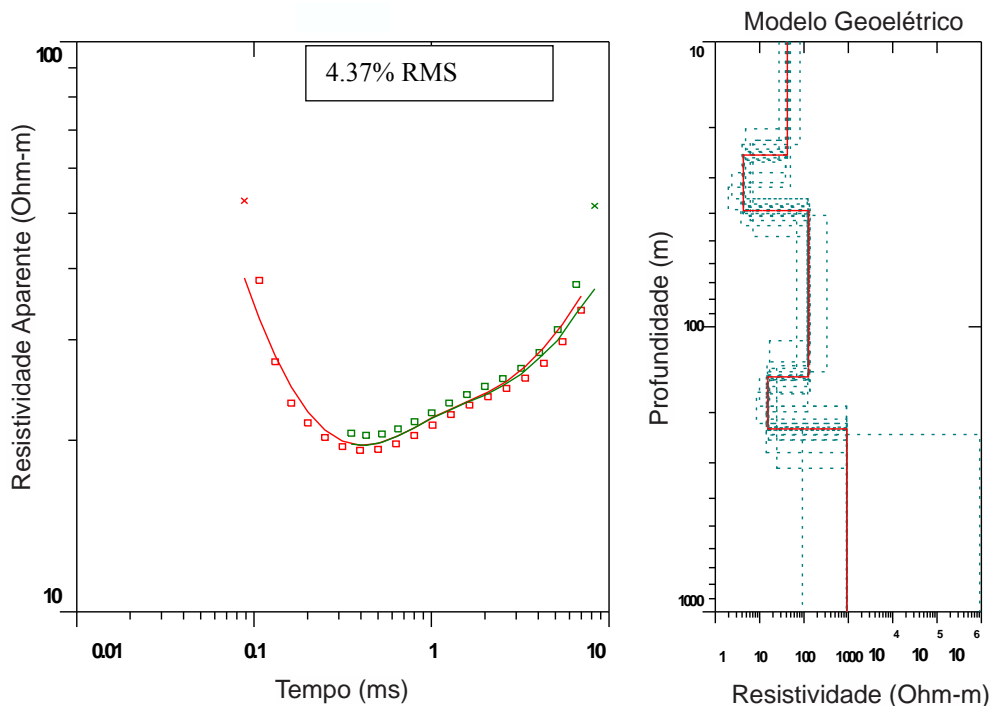 4.37% RMS
100
10
Resistividade Aparente (Ohm-m)
0.01 0.1 1 10
Tempo (ms)
Modelo Geoelétrico
10
100
1000
Profundidade (m)
1 10 100 1000 10 4 10 5 10 6
Resistividade (Ohm-m)